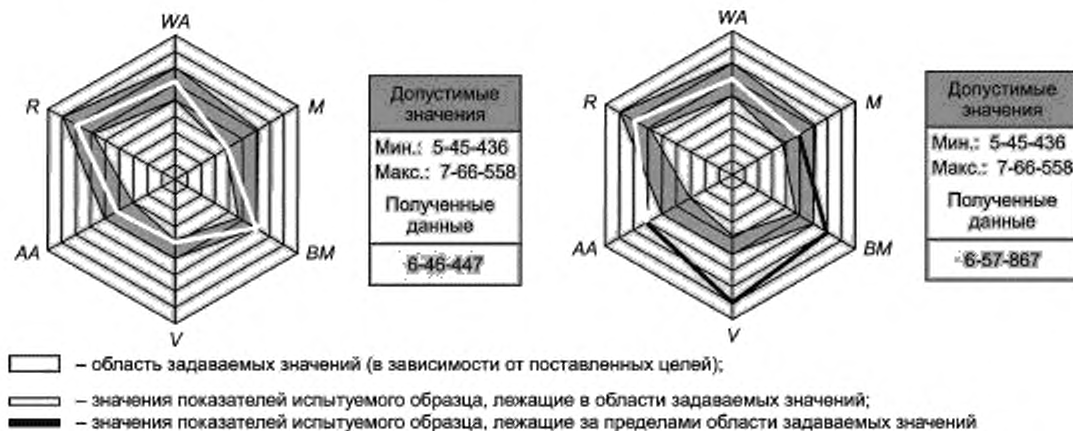 WA
R
M
AA
BM
V
Допустимые
значения
Мин.: 5-45-436
Макс.: 7-66-558
Полученные
данные
6-46-447
WA
R
M
AA
BM
V
Допустимые
значения
Мин.: 5-45-436
Макс.: 7-66-558
Полученные
данные
6-57-867
– область задаваемых значений (в зависимости от поставленных целей);
– значения показателей испытуемого образца, лежащие в области задаваемых значений;
– значения показателей испытуемого образца, лежащие за пределами области задаваемых значений